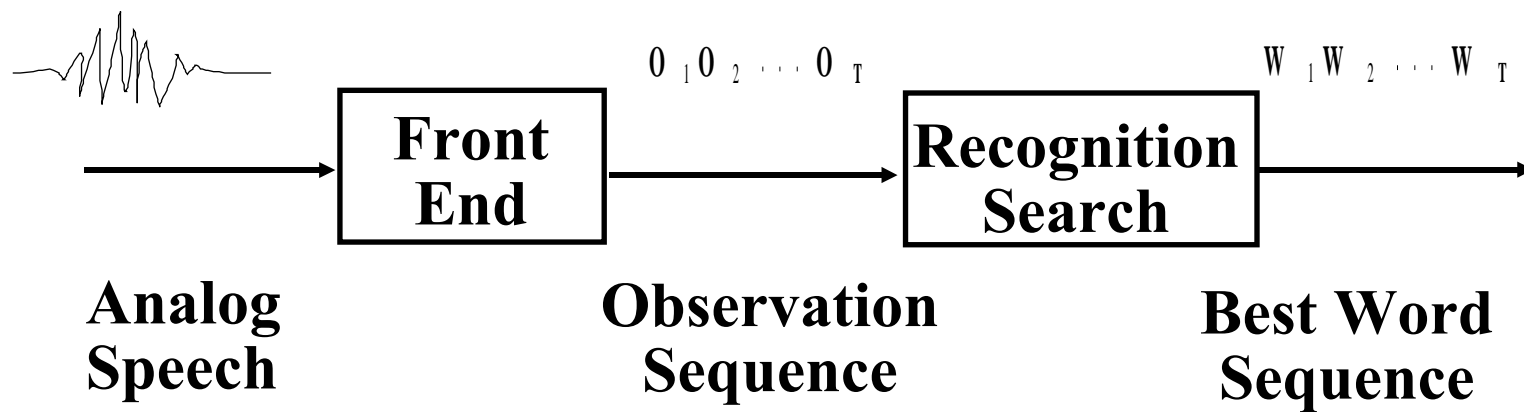 O 1 O 2 · · · O T
W 1 W 2 · · · W T
Front
End
Recognition
Search
Analog
Speech
Observation
Sequence
Best Word
Sequence